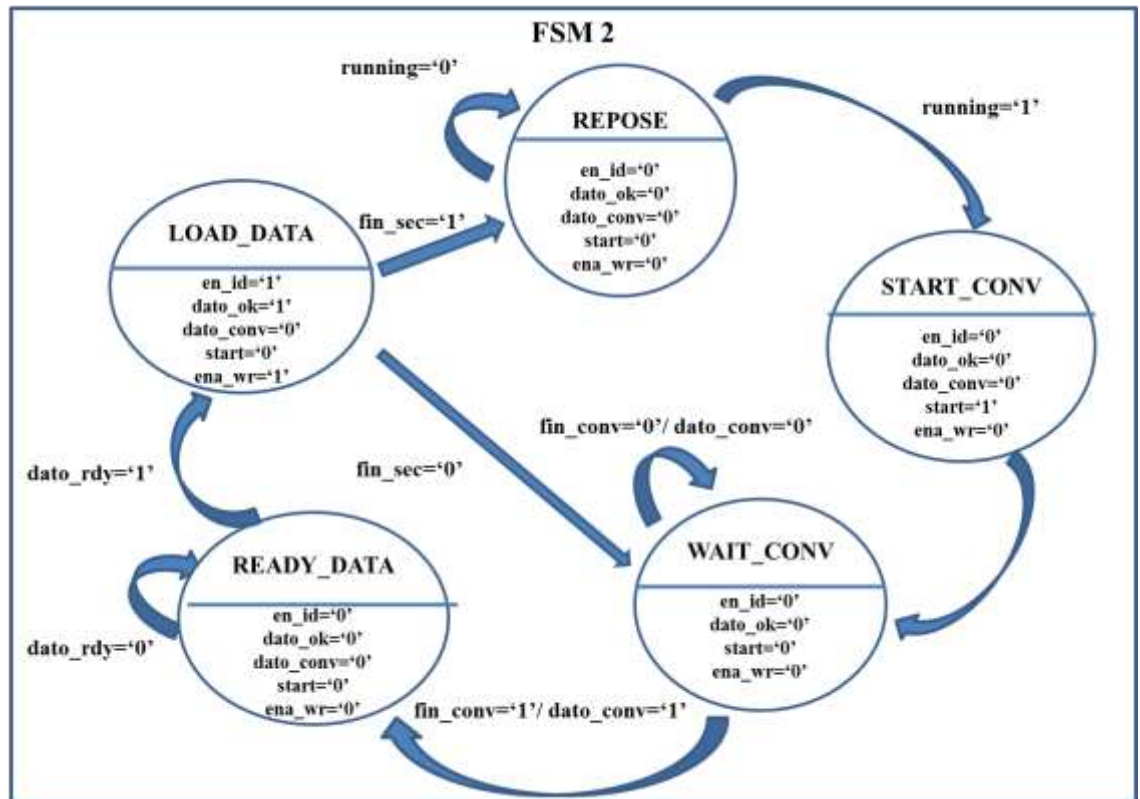 FSM 2
running=‘0’
running=‘1’
REPOSE
en_id=‘0’
dato_ok=‘0’
dato_conv=‘0’
start=‘0’
ena_wr=‘0’
fin_sec=‘1’
LOAD_DATA
en_id=‘1’
dato_ok=‘1’
dato_conv=‘0’
start=‘0’
ena_wr=‘1’
START_CONV
en_id=‘0’
dato_ok=‘0’
dato_conv=‘0’
start=‘1’
ena_wr=‘0’
fin_conv=‘0’/ dato_conv=‘0’
fin_sec=‘0’
dato_rdy=‘1’
WAIT_CONV
en_id=‘0’
dato_ok=‘0’
start=‘0’
ena_wr=‘0’
READY_DATA
en_id=‘0’
dato_ok=‘0’
dato_conv=‘0’
start=‘0’
ena_wr=‘0’
dato_rdy=‘0’
fin_conv=‘1’/ dato_conv=‘1’